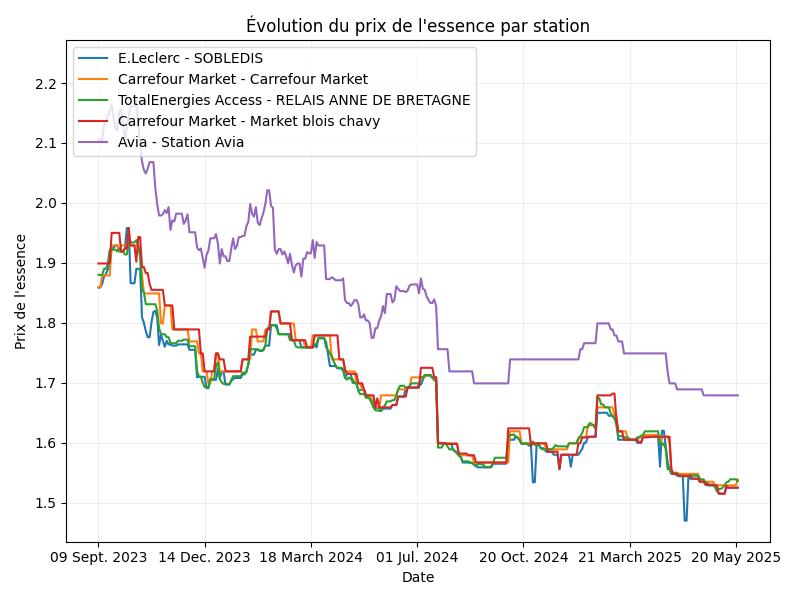 Évolution du prix de l'essence par station
E.Leclerc - SOBLEDIS
Carrefour Market - Carrefour Market
TotalEnergies Access - RELAIS ANNE DE BRETAGNE
Carrefour Market - Market blois chavy
Avia - Station Avia
Prix de l'essence
2.2
2.1
2.0
1.9
1.8
1.7
1.6
1.5
09 Sept. 2023
14 Dec. 2023
18 March 2024
01 Jul. 2024
20 Oct. 2024
21 March 2025
20 May 2025
Date